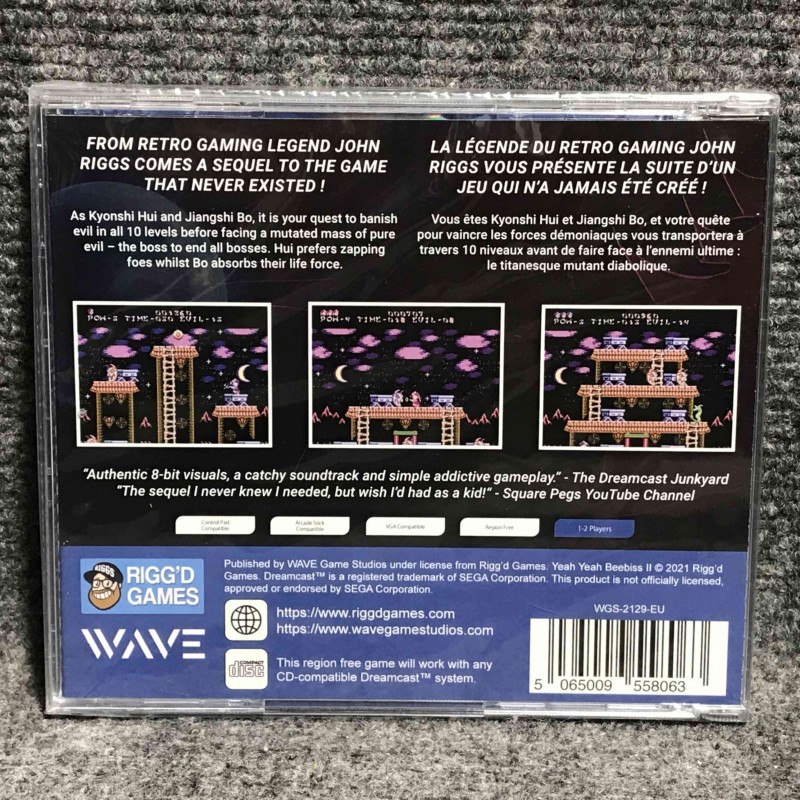 FROM RETRO GAMING LEGEND JOHN
RIGGS COMES A SEQUEL TO THE GAME
THAT NEVER EXISTED !
As Kyonshi Hui and Jiangshi Bo, it is your quest to banish
evil in all 10 levels before facing a mutated mass of pure
evil – the boss to end all bosses. Hui prefers zapping
foes whilst Bo absorbs their life force.
LA LÉGENDE DU RETRO GAMING JOHN
RIGGS VOUS PRÉSENTE LA SUITE D’UN
JEU QUI N’A JAMAIS ÉTÉ CRÉÉ !
Vous êtes Kyonshi Hui et Jiangshi Bo, et votre quête
pour vaincre les forces démoniaques vous transportera à
travers 10 niveaux avant de faire face à l’ennemi ultime :
le titanesque mutant diabolique.
“Authentic 8-bit visuals, a catchy soundtrack and simple addictive gameplay.” - The Dreamcast Junkyard
“The sequel I never knew I needed, but wish I’d had as a kid!” - Square Pegs YouTube Channel
Control Pad
Compatible
Arcade Stick
Compatible
VGA Compatible
Region Free
1-2 Players
RIGGS
RIGG’D
GAMES
WAVE
Published by WAVE Game Studios under license from Rigg’d Games. Yeah Yeah Beebiss II © 2021 Rigg’d
Games. Dreamcast™ is a registered trademark of SEGA Corporation. This product is not officially licensed,
approved or endorsed by SEGA Corporation.
https://www.riggdgames.com
https://www.wavegamestudios.com
COMPACT
disc
This region free game will work with any
CD-compatible Dreamcast™ system.
WGS-2129-EU
5 065009 558063